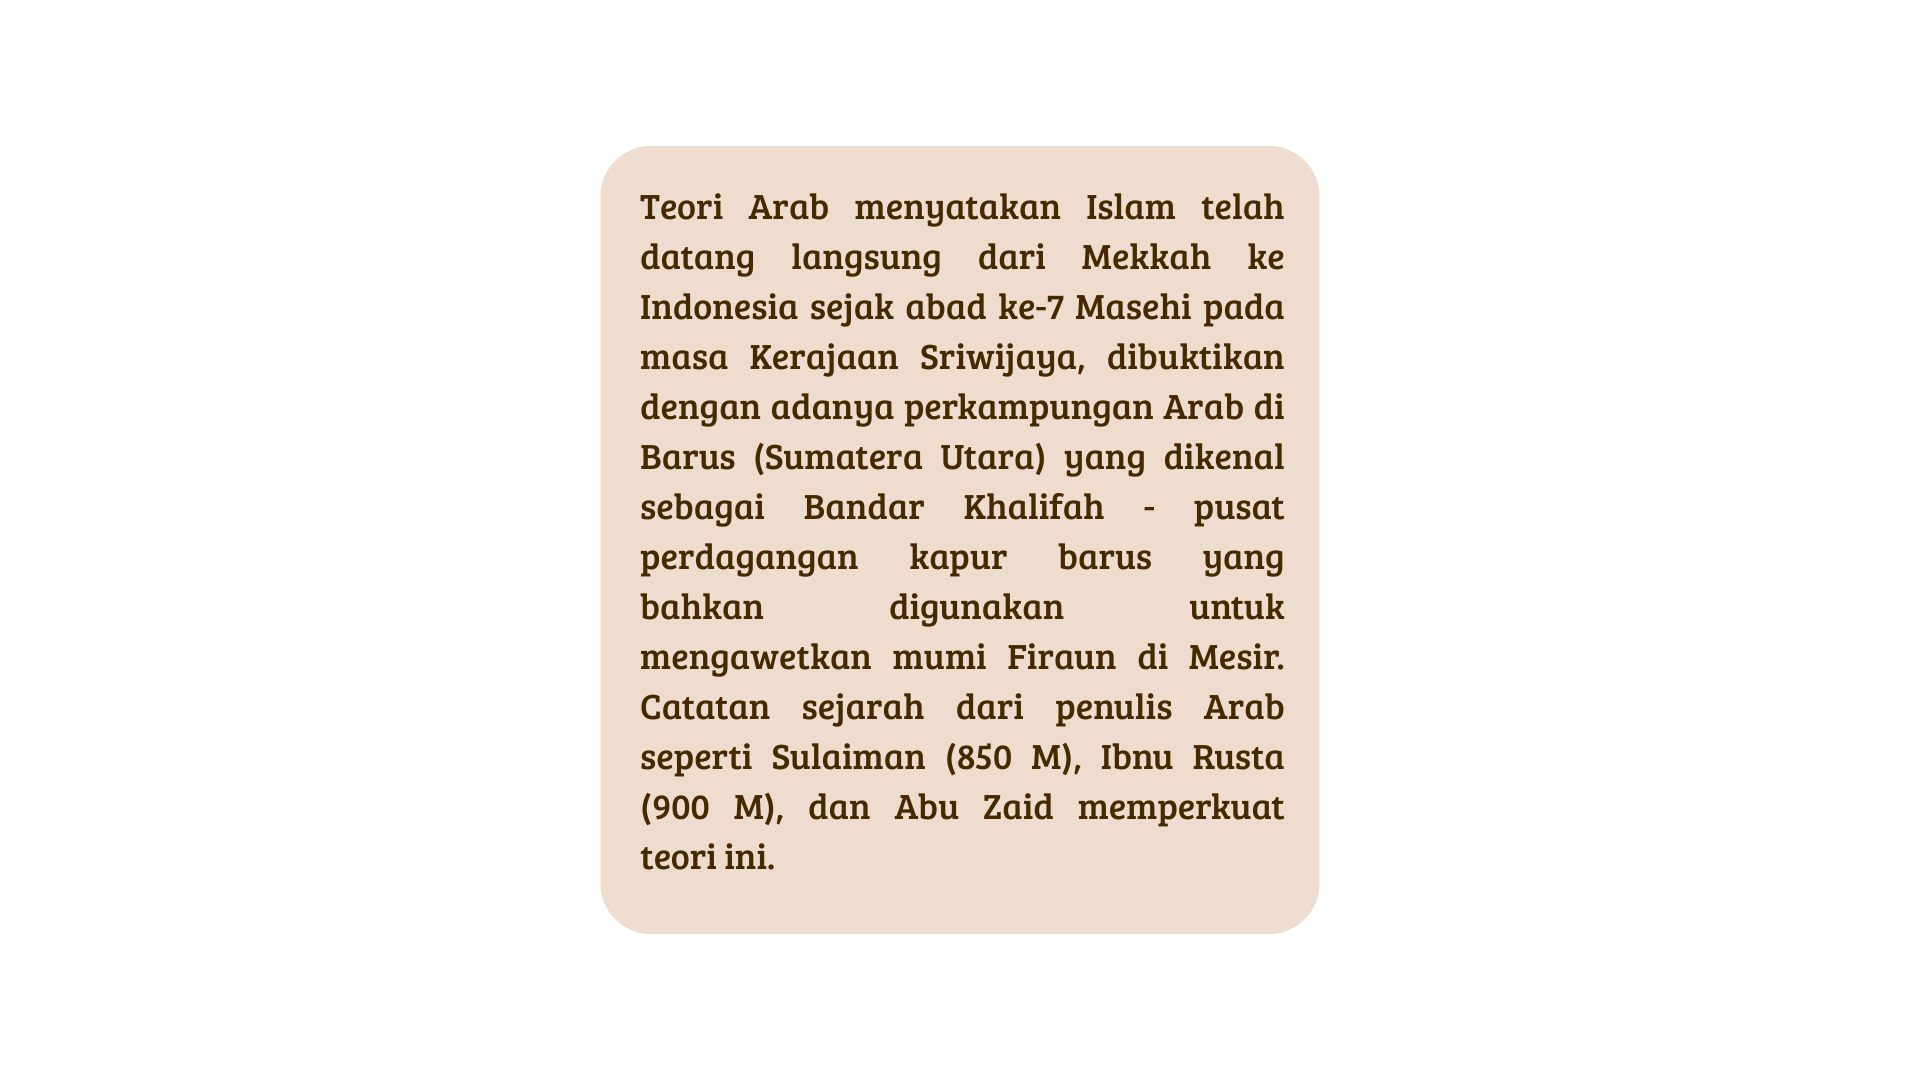 Teori Arab menyatakan Islam telah
datang langsung dari Mekkah ke
Indonesia sejak abad ke-7 Masehi pada
masa Kerajaan Sriwijaya, dibuktikan
dengan adanya perkampungan Arab di
Barus (Sumatera Utara) yang dikenal
sebagai Bandar Khalifah - pusat
perdagangan kapur barus yang
bahkan digunakan untuk
mengawetkan mumi Firaun di Mesir.
Catatan sejarah dari penulis Arab
seperti Sulaiman (850 M), Ibnu Rusta
(900 M), dan Abu Zaid memperkuat
teori ini.